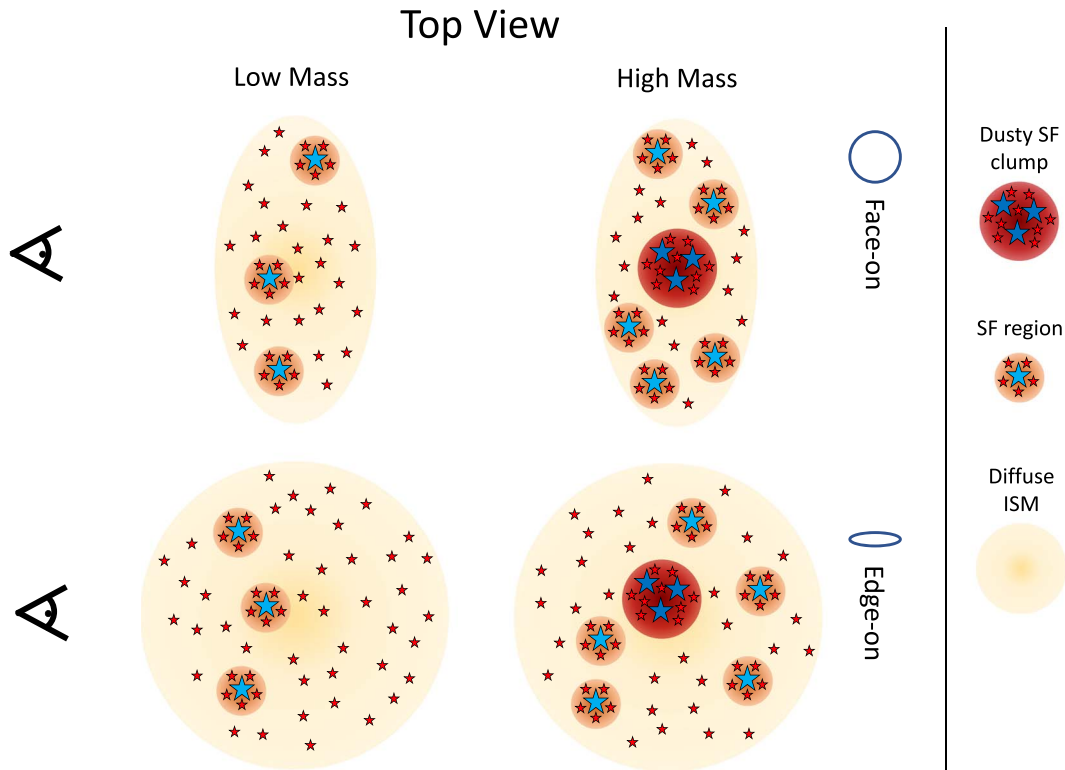 Top View
Low Mass
High Mass
Face-on
Edge-on
Dusty SF
clump
SF region
Diffuse
ISM